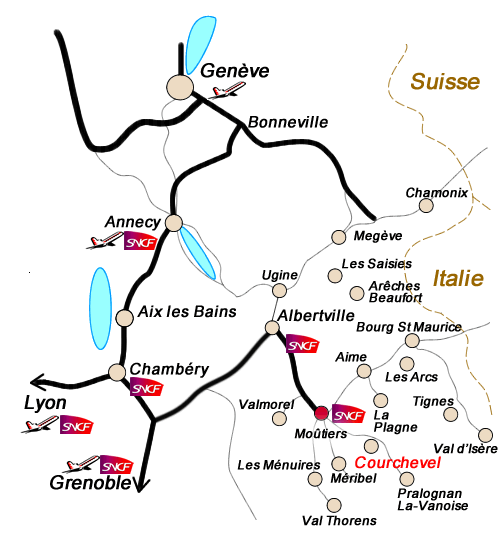 Genève
Suisse
Bonneville
Chamonix
Annecy
SNCF
Megève
Les Saisies
Italie
Ugine
Arêches
Beaufort
Aix les Bains
Albertville
Bourg St Maurice
SNCF
Aime
Chambéry
SNCF
Les Arcs
Lyon
SNCF
Valmorel
SNCF
La
Plagne
Tignes
Moûtiers
Val d'Isère
SNCF
Grenoble
Les Ménuires
Courchevel
Mèribel
Pralognan
La-Vanoise
Val Thorens